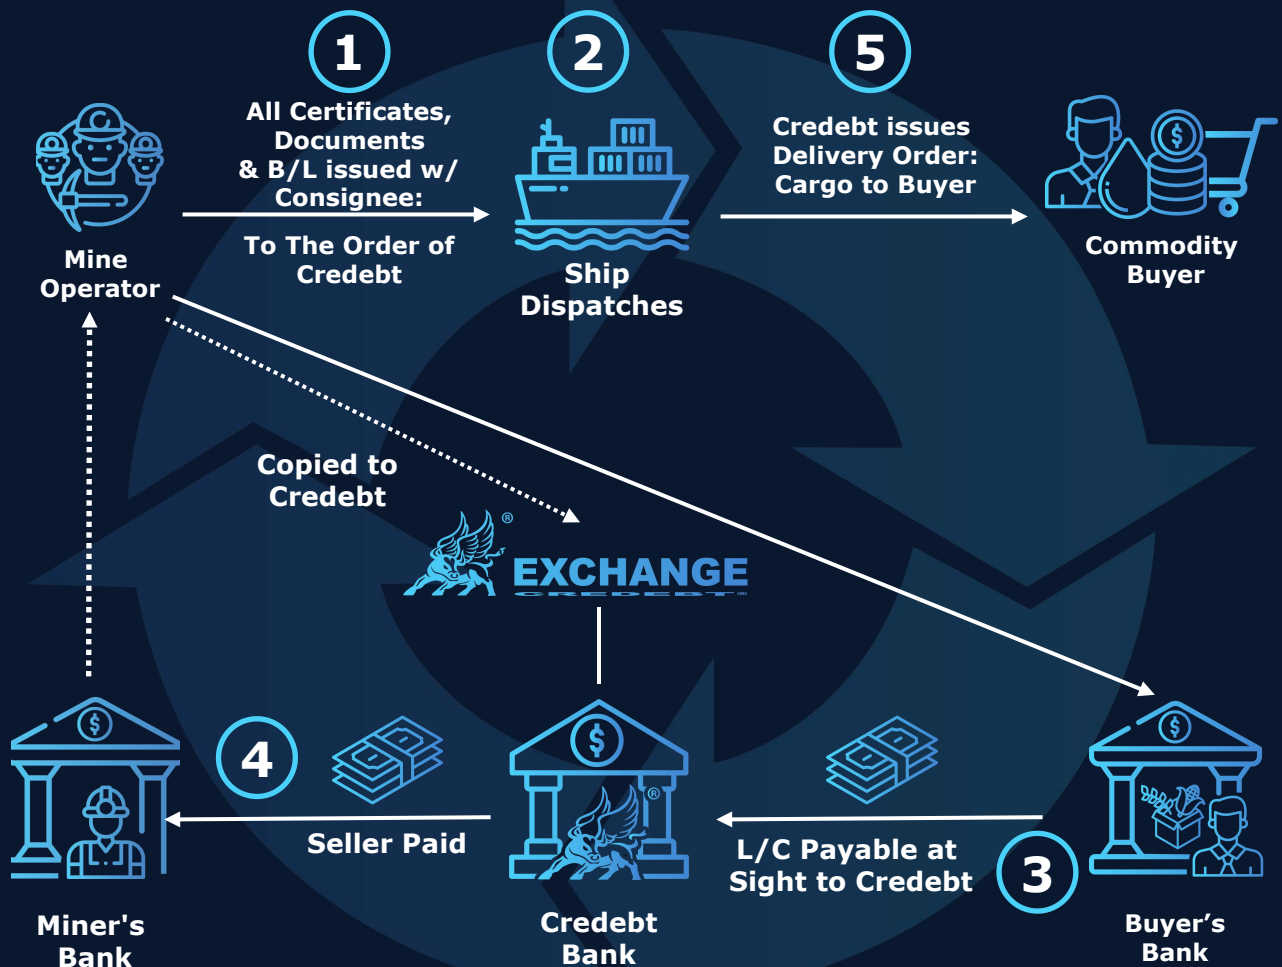 1
2
5
All Certificates,
Documents
& B/L issued w/
Consignee:
To The Order of
Credebt
Credebt issues
Delivery Order:
Cargo to Buyer
$
Mine
Operator
Ship
Dispatches
Commodity
Buyer
Copied to
Credebt
®
EXCHANGE
CREDEBT
$
$
$
®
4
Seller Paid
L/C Payable at
Sight to Credebt
3
Miner's
Bank
Credebt
Bank
Buyer’s
Bank